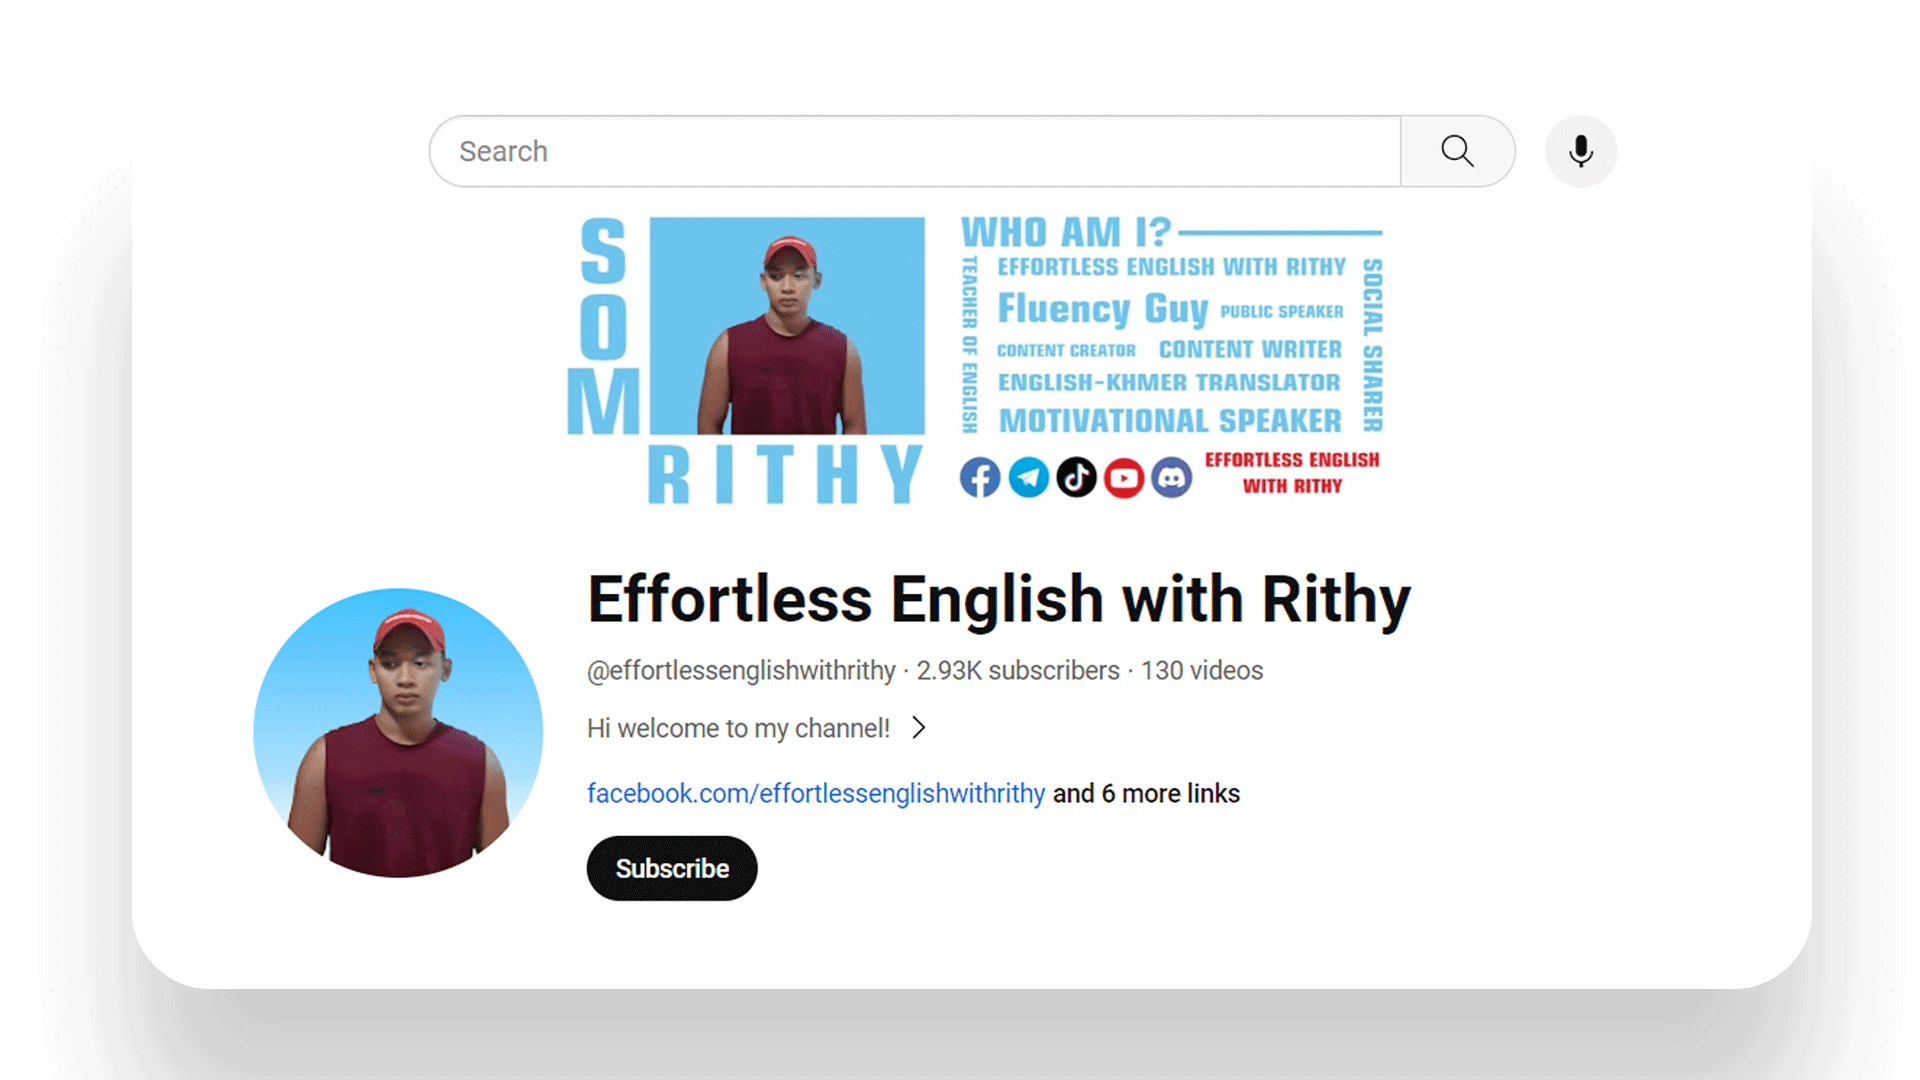 Search
SOM
RITHY
WHO AM I?
TEACHER OF ENGLISH
EFFORTLESS ENGLISH WITH RITHY
Fluency Guy PUBLIC SPEAKER
CONTENT CREATOR CONTENT WRITER
ENGLISH-KHMER TRANSLATOR
MOTIVATIONAL SPEAKER
SOCIAL SHARER
EFFORTLESS ENGLISH
WITH RITHY
Effortless English with Rithy
@effortlessenglishwithrithy · 2.93K subscribers · 130 videos
Hi welcome to my channel!
facebook.com/effortlessenglishwithrithy and 6 more links
Subscribe